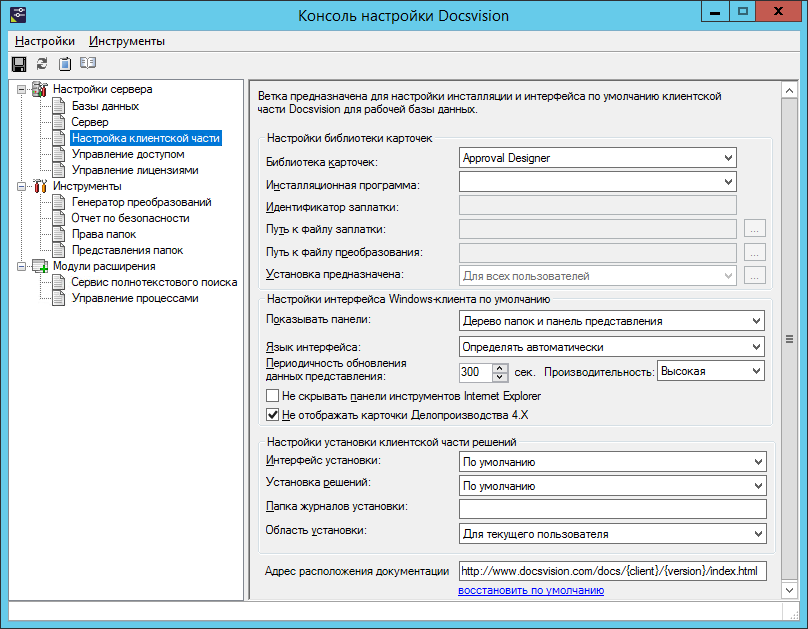 Консоль настройки Docsvision
Настройки Инструменты
Настройки сервера
Базы данных
Сервер
Настройка клиентской части
Управление доступом
Управление лицензиями
Инструменты
Генератор преобразований
Отчет по безопасности
Права папок
Представления папок
Модули расширения
Сервис полнотекстового поиска
Управление процессами
Ветка предназначена для настройки инсталляции и интерфейса по умолчанию клиентской
части Docsvision для рабочей базы данных.
Настройки библиотеки карточек
Библиотека карточек: Approval Designer
Инсталляционная программа:
Идентификатор заплатки:
Путь к файлу заплатки: ...
Путь к файлу преобразования: ...
Установка предназначена: Для всех пользователей ...
Настройки интерфейса Windows-клиента по умолчанию
Показывать панели: Дерево папок и панель представления
Язык интерфейса: Определять автоматически
Периодичность обновления
данных представления: 300 сек. Производительность: Высокая
Не скрывать панели инструментов Internet Explorer
Не отображать карточки Делопроизводства 4.X
Настройки установки клиентской части решений
Интерфейс установки: По умолчанию
Установка решений: По умолчанию
Папка журналов установки:
Область установки: Для текущего пользователя
Адрес расположения документации http://www.docsvision.com/docs/{client}/{version}/index.html
восстановить по умолчанию